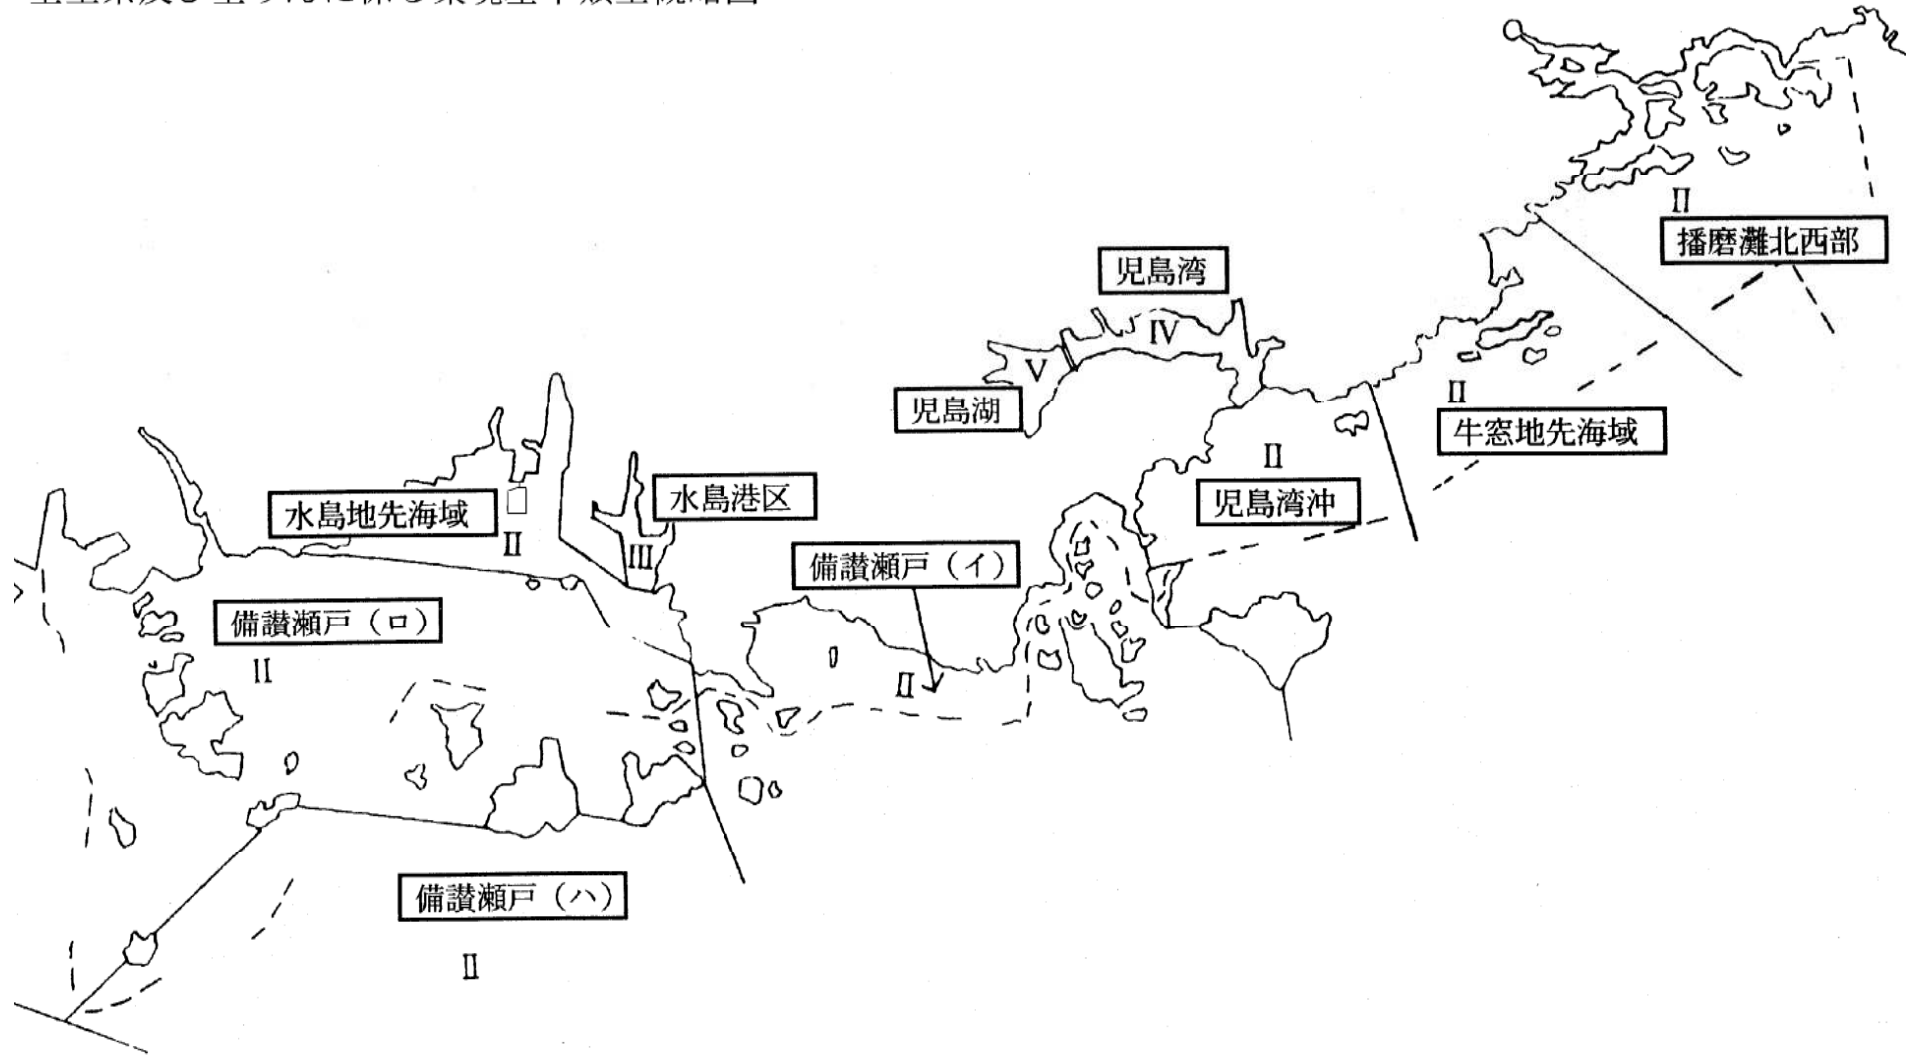 II
播磨灘北西部
児島湾
IV
V
児島湖
II
牛窓地先海域
II
児島湾沖
水島地先海域
II
水島港区
III
備讃瀬戸（イ）
II
備讃瀬戸（ロ）
II
備讃瀬戸（ハ）
II